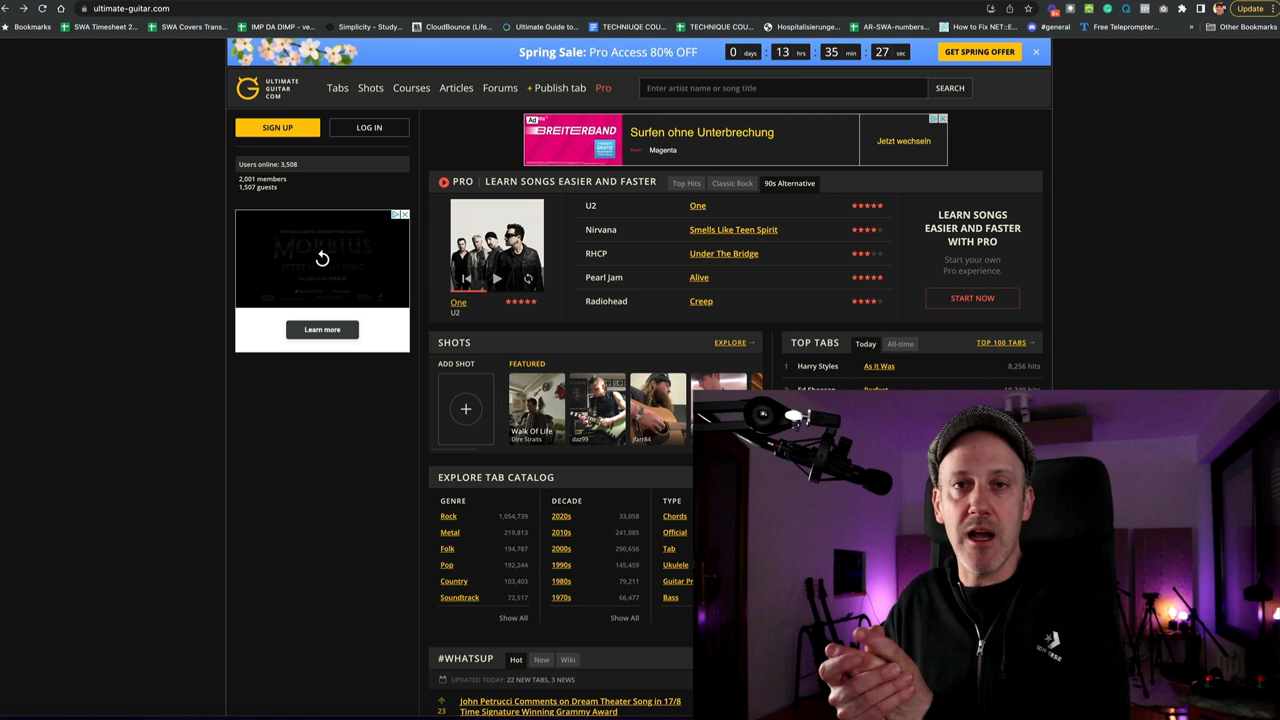 ultimate-guitar.com
Update
Bookmarks
SWA Timesheet 2...
SWA Covers Trans...
IMP DA DIMP - ve...
Simplicity - Study...
CloudBounce (Life...
Ultimate Guide to...
TECHNIUQE COU...
TECHNIQUE COU...
Hospitalisierunge...
AR-SWA-numbers...
How to Fix NET::E...
#general
Free Teleprompter...
Other Bookmarks
Spring Sale: Pro Access 80% OFF
0 days : 13 hrs : 35 min : 27 sec
GET SPRING OFFER
ULTIMATE
GUITAR
COM
Tabs
Shots
Courses
Articles
Forums
+ Publish tab
Pro
Enter artist name or song title
SEARCH
SIGN UP
LOG IN
Users online: 3,508
2,001 members
1,507 guests
Ad
BREITERBAND
Surfen ohne Unterbrechung
Magenta
Jetzt wechseln
MORBIUS
Learn more
PRO | LEARN SONGS EASIER AND FASTER
Top Hits
Classic Rock
90s Alternative
One
U2
U2 One
Nirvana Smells Like Teen Spirit
RHCP Under The Bridge
Pearl Jam Alive
Radiohead Creep
LEARN SONGS
EASIER AND FASTER
WITH PRO
Start your own
Pro experience.
START NOW
SHOTS
EXPLORE →
ADD SHOT
FEATURED
Walk Of Life
Dire Straits
daz99
jfarr84
TOP TABS
Today
All-time
TOP 100 TABS →
1 Harry Styles As It Was 8,256 hits
EXPLORE TAB CATALOG
GENRE
Rock 1,054,739
Metal 219,813
Folk 194,787
Pop 192,244
Country 103,403
Soundtrack 72,517
Show All
DECADE
2020s 33,058
2010s 241,085
2000s 290,656
1990s 145,459
1980s 79,211
1970s 66,477
Show All
TYPE
Chords
Official
Tab
Ukulele
Guitar Pr
Bass
#WHATSUP
Hot
New
Wiki
UPDATED TODAY: 22 NEW TABS, 3 NEWS
23
John Petrucci Comments on Dream Theater Song in 17/8
Time Signature Winning Grammy Award
CONVERSE